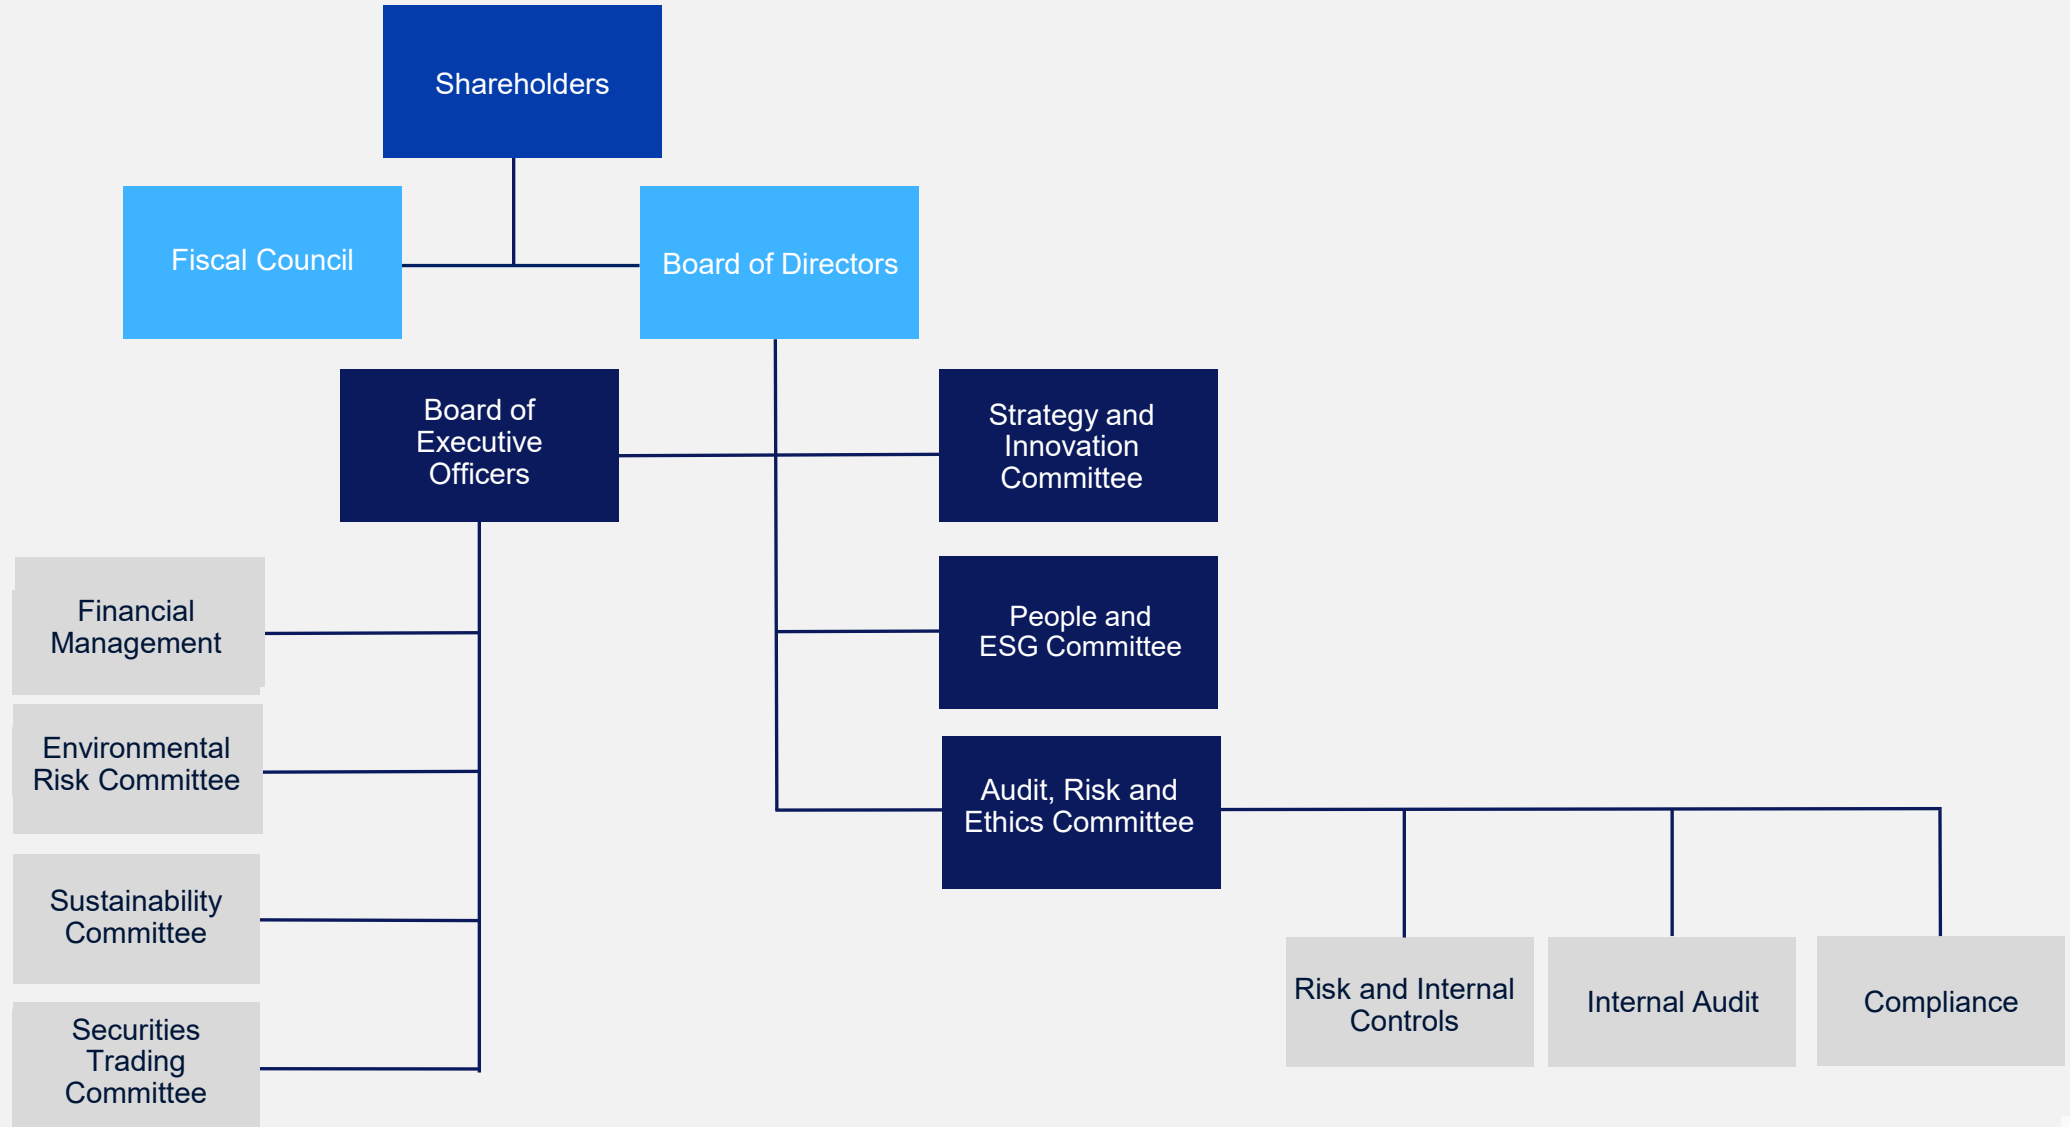 Shareholders
Fiscal Council
Board of Directors
Board of
Executive
Officers
Strategy and
Innovation
Committee
Financial
Management
People and
ESG Committee
Environmental
Risk Committee
Audit, Risk and
Ethics Committee
Sustainability
Committee
Securities
Trading
Committee
Risk and Internal
Controls
Internal Audit
Compliance